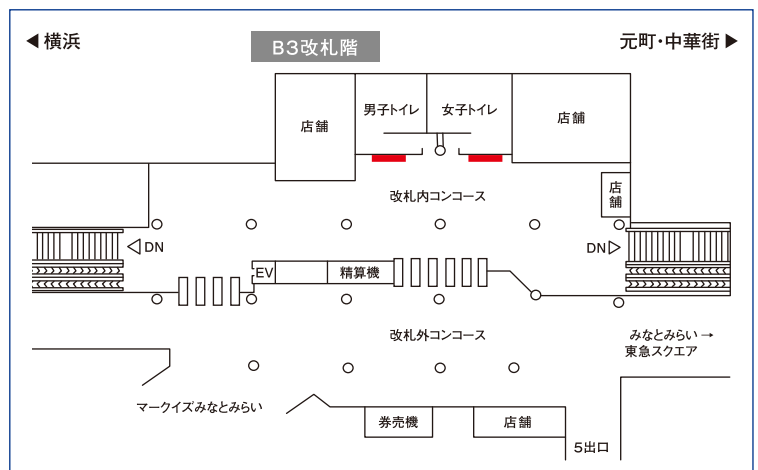 ◀ 横浜
B3改札階
元町・中華街 ▶
店舗
男子トイレ
女子トイレ
店舗
店舗
改札内コンコース
DN
DN
EV
精算機
改札外コンコース
みなとみらい →
東急スクエア
マークイズみなとみらい
券売機
店舗
5出口